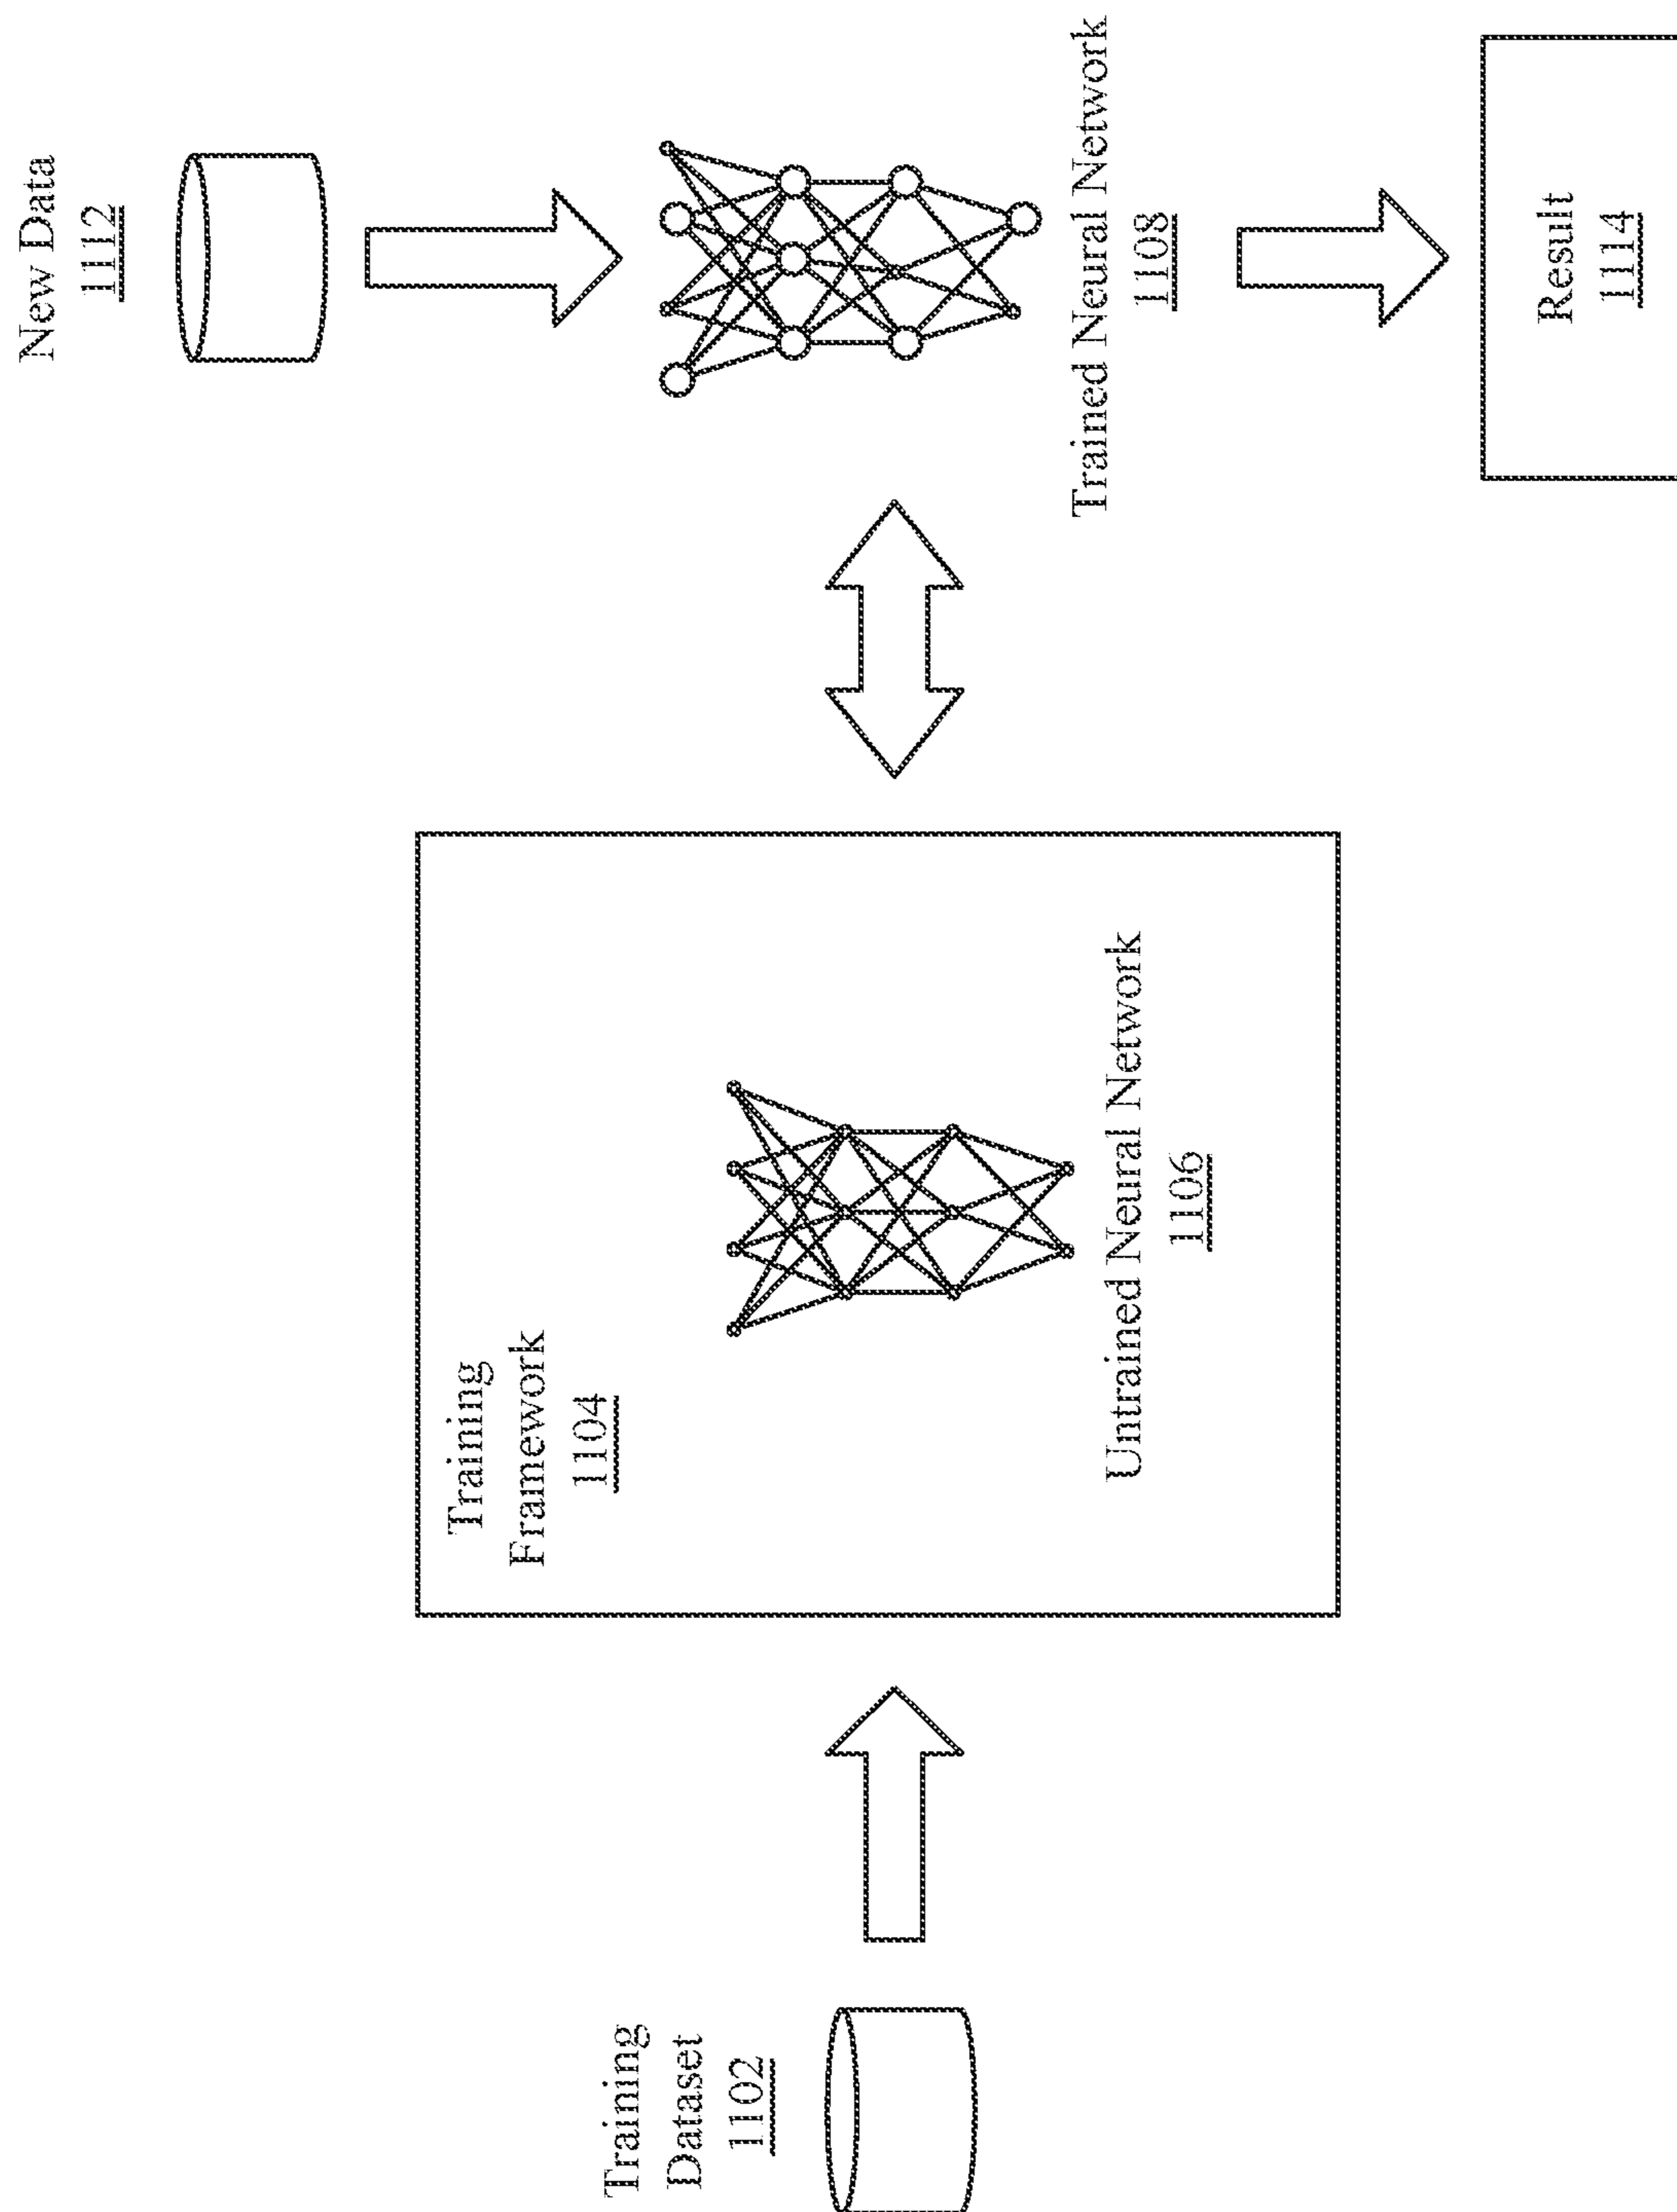 Training
Dataset
1102
Training
Framework
1104
Untrained Neural Network
1106
New Data
1112
Trained Neural Network
1108
Result
1114